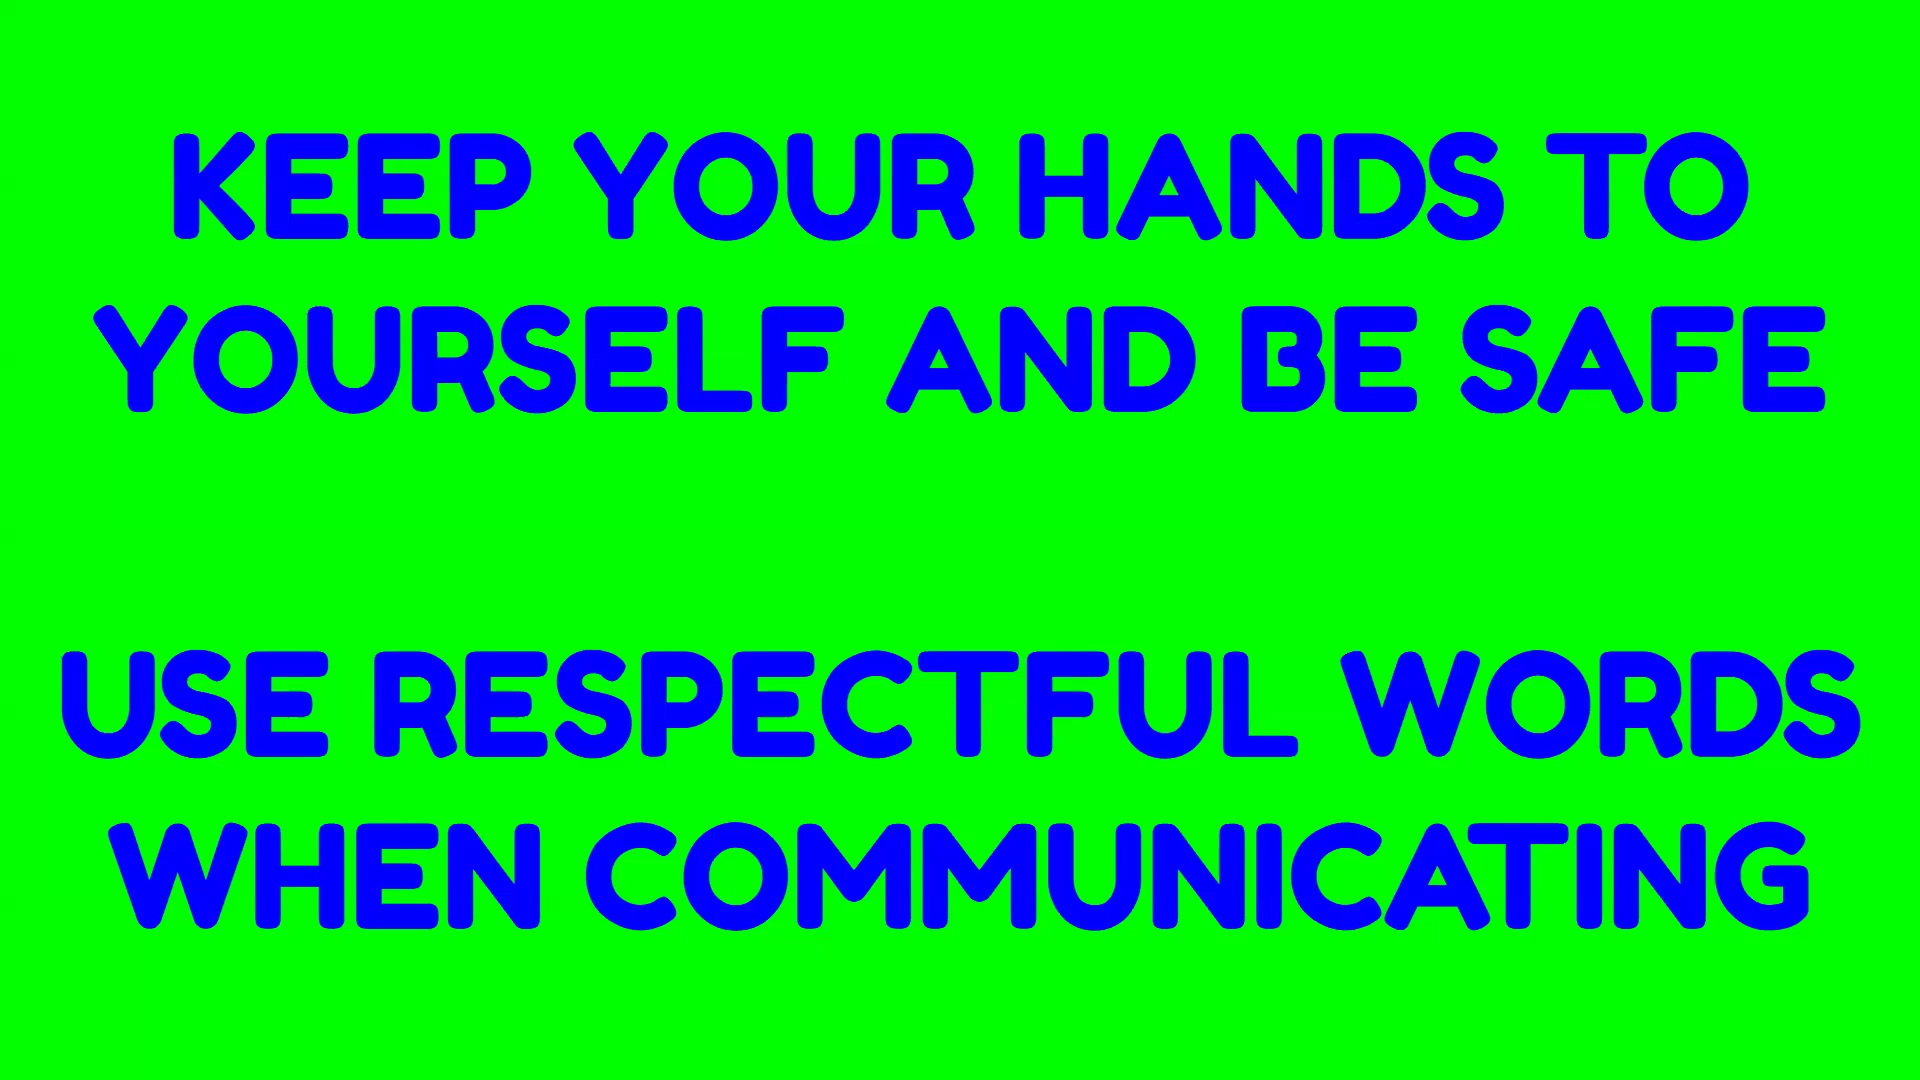 KEEP YOUR HANDS TO
YOURSELF AND BE SAFE
USE RESPECTFUL WORDS
WHEN COMMUNICATING